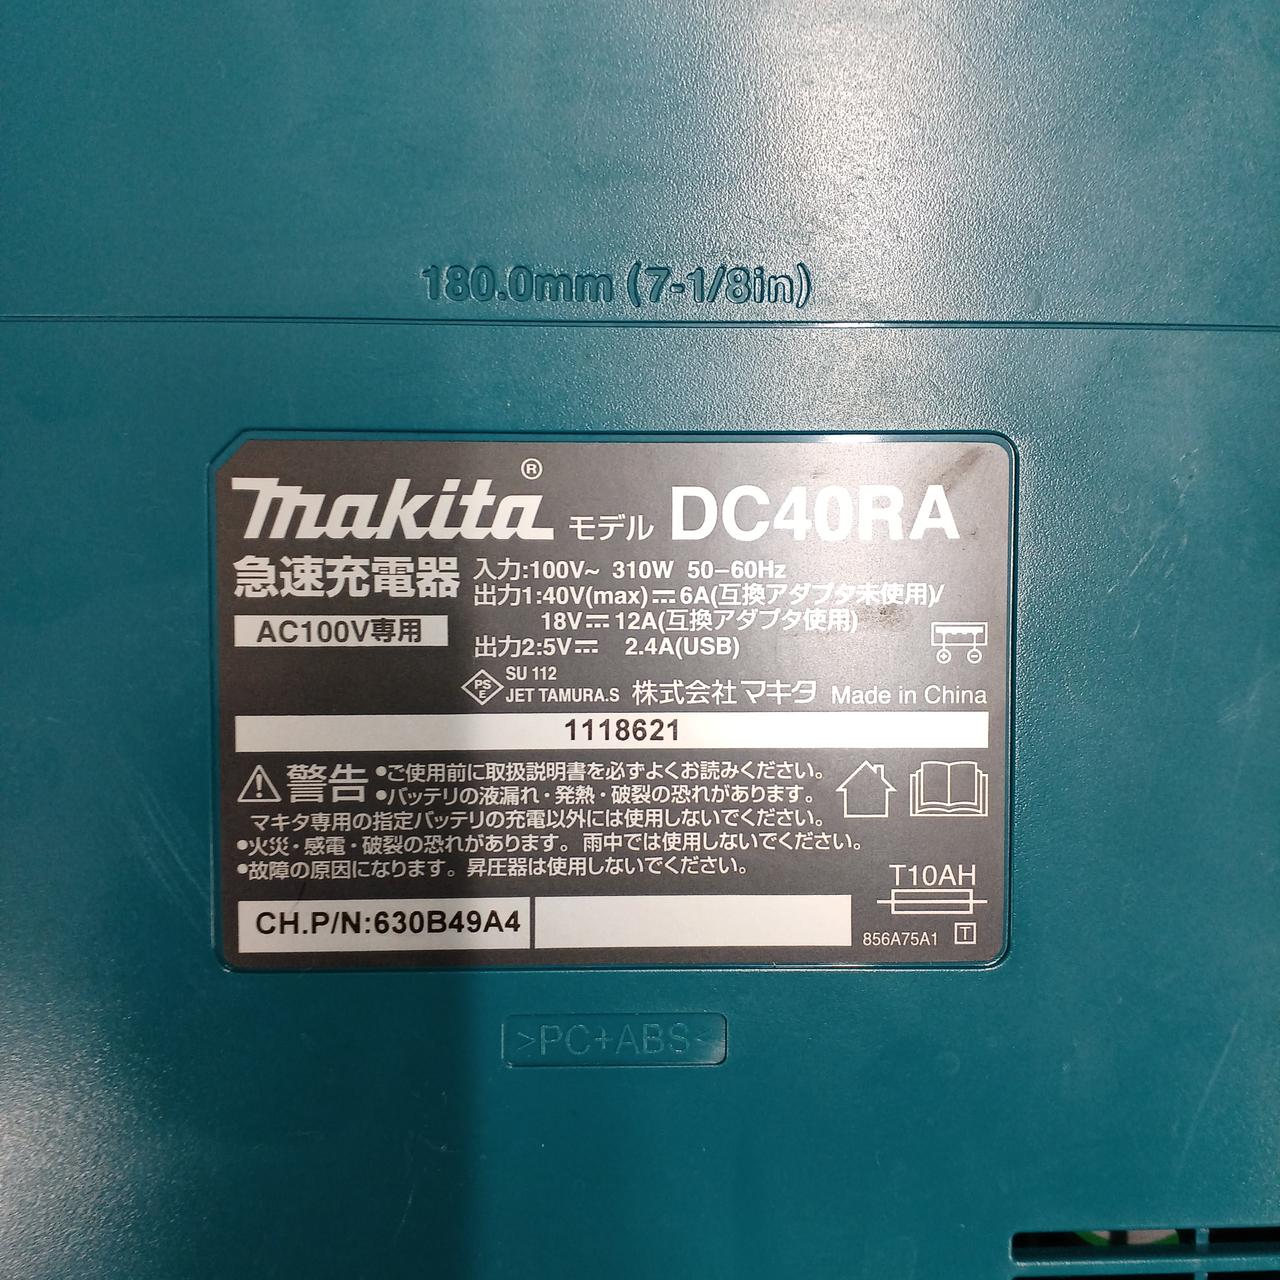 180.0mm (7-1/8in)
makita® モデル DC40RA
急速充電器
AC100V専用
入力:100V~ 310W 50-60Hz
出力1:40V(max)⎓6A(互換アダプタ未使用)/
18V⎓12A(互換アダプタ使用)
出力2:5V⎓ 2.4A(USB)
PSE
SU 112
JET TAMURA.S 株式会社マキタ Made in China
1118621
⚠警告 •ご使用前に取扱説明書を必ずよくお読みください。
•バッテリの液漏れ・発熱・破裂の恐れがあります。
マキタ専用の指定バッテリの充電以外には使用しないでください。
•火災・感電・破裂の恐れがあります。雨中では使用しないでください。
•故障の原因になります。昇圧器は使用しないでください。
T10AH
CH.P/N:630B49A4
856A75A1 T
>PC+ABS<